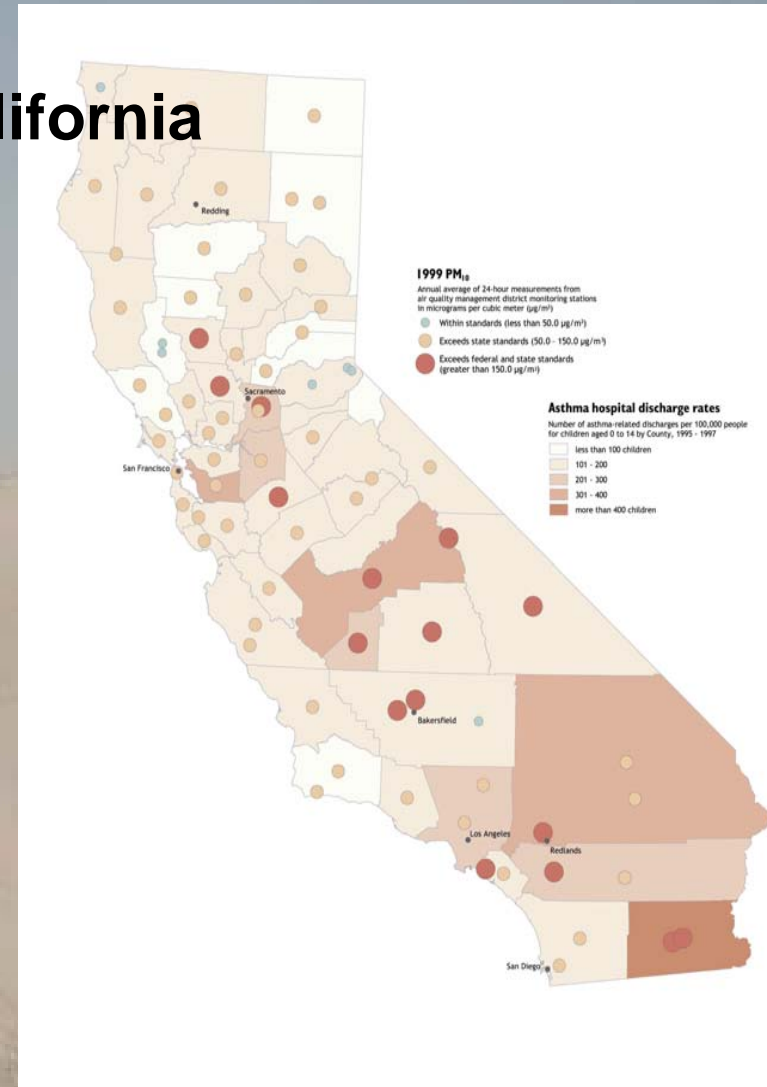 lifornia
Redding
1999 PM10
Annual average of 24-hour measurements from
air quality management district monitoring stations
in micrograms per cubic meter (µg/m³)
Within standards (less than 50.0 µg/m³)
Exceeds state standards (50.0 - 150.0 µg/m³)
Exceeds federal and state standards
(greater than 150.0 µg/m³)
Sacramento
Asthma hospital discharge rates
Number of asthma-related discharges per 100,000 people
for children aged 0 to 14 by County, 1995 - 1997
less than 100 children
101 - 200
201 - 300
301 - 400
more than 400 children
San Francisco
Bakersfield
Los Angeles
Redlands
San Diego